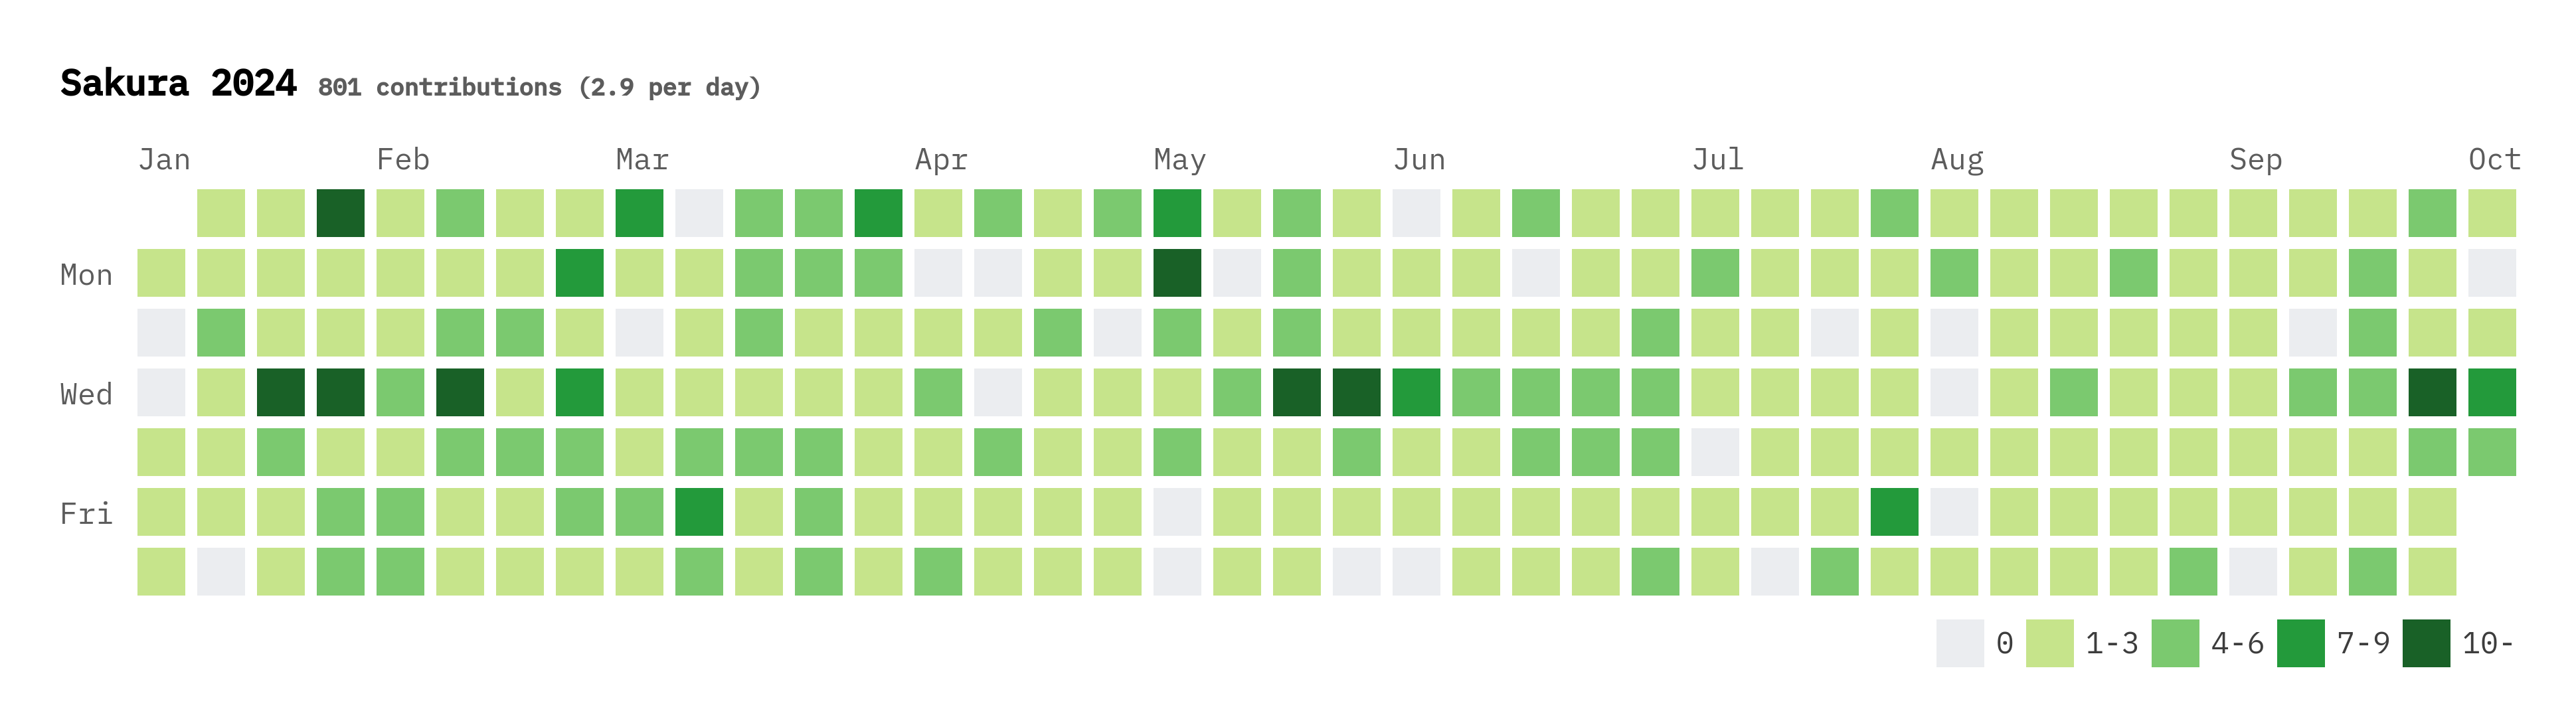 Sakura 2024 801 contributions (2.9 per day)
Jan Feb Mar Apr May Jun Jul Aug Sep Oct
Mon
Wed
Fri
0 1-3 4-6 7-9 10-